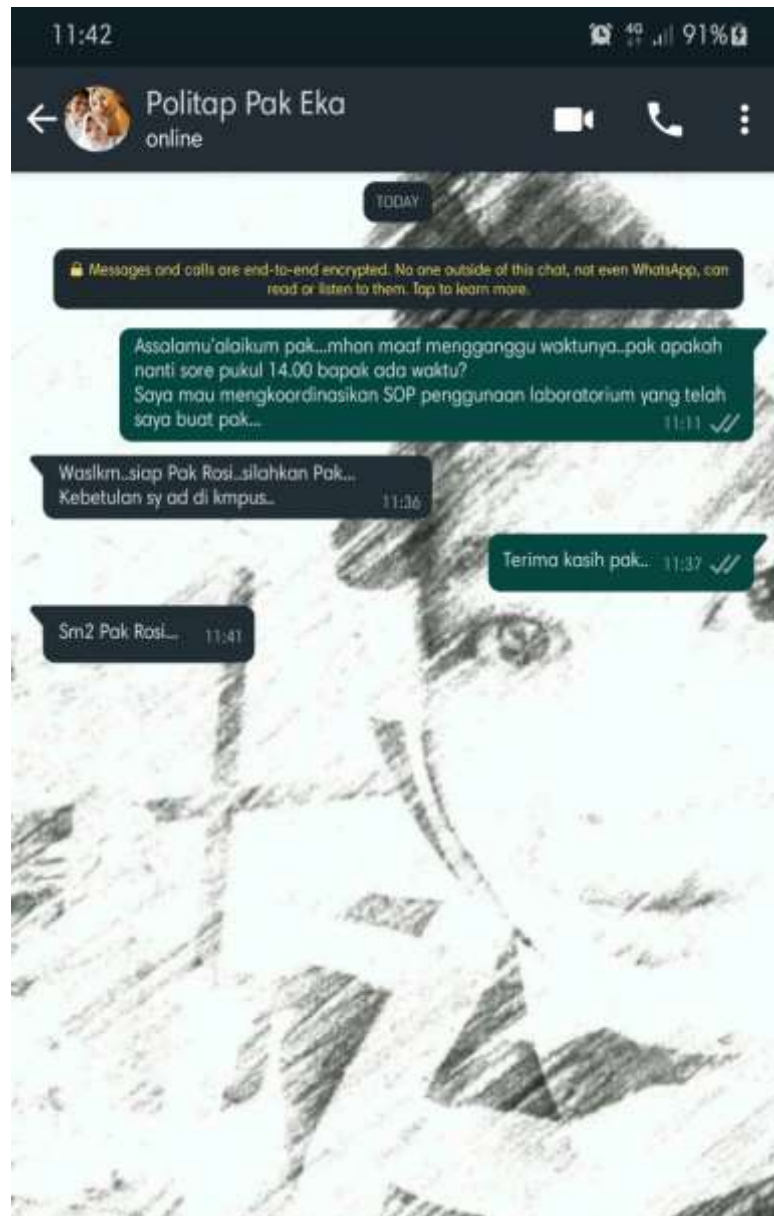 11:42
4G
91%
Politap Pak Eka
online
TODAY
Messages and calls are end-to-end encrypted. No one outside of this chat, not even WhatsApp, can
read or listen to them. Tap to learn more.
Assalamu'alaikum pak...mhon maaf mengganggu waktunya..pak apakah
nanti sore pukul 14.00 bapak ada waktu?
Saya mau mengkoordinasikan SOP penggunaan laboratorium yang telah
saya buat pak...
11:11
Waslkm..siap Pak Rosi..silahkan Pak...
Kebetulan sy ad di kmpus..
11:36
Terima kasih pak.. 11:37
Sm2 Pak Rosi... 11:41